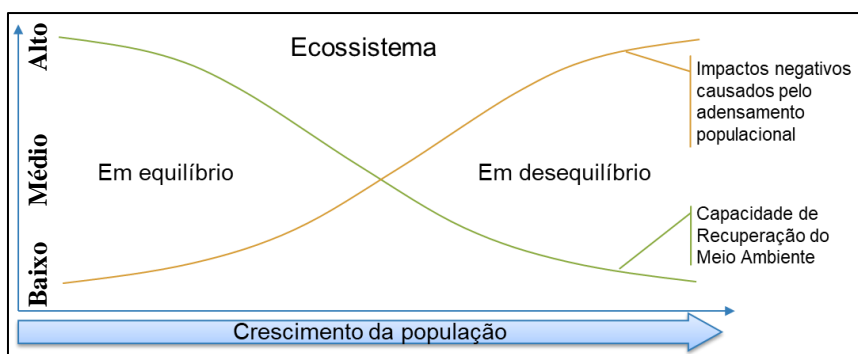 Ecossistema
Alto
Médio
Baixo
Em equilíbrio
Em desequilíbrio
Impactos negativos
causados pelo
adensamento
populacional
Capacidade de
Recuperação do
Meio Ambiente
Crescimento da população